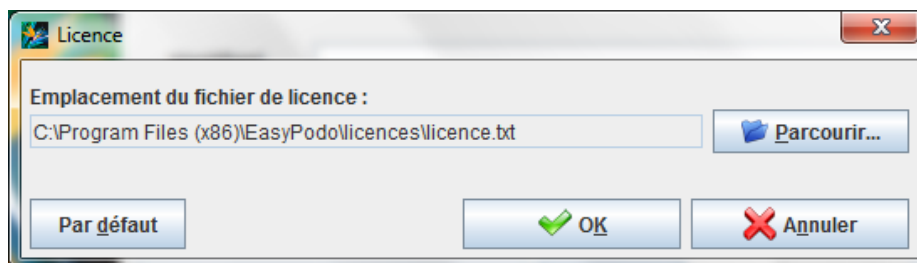 Licence
Emplacement du fichier de licence :
C:\Program Files (x86)\EasyPodo\licences\licence.txt
Parcourir...
Par défaut
OK
Annuler